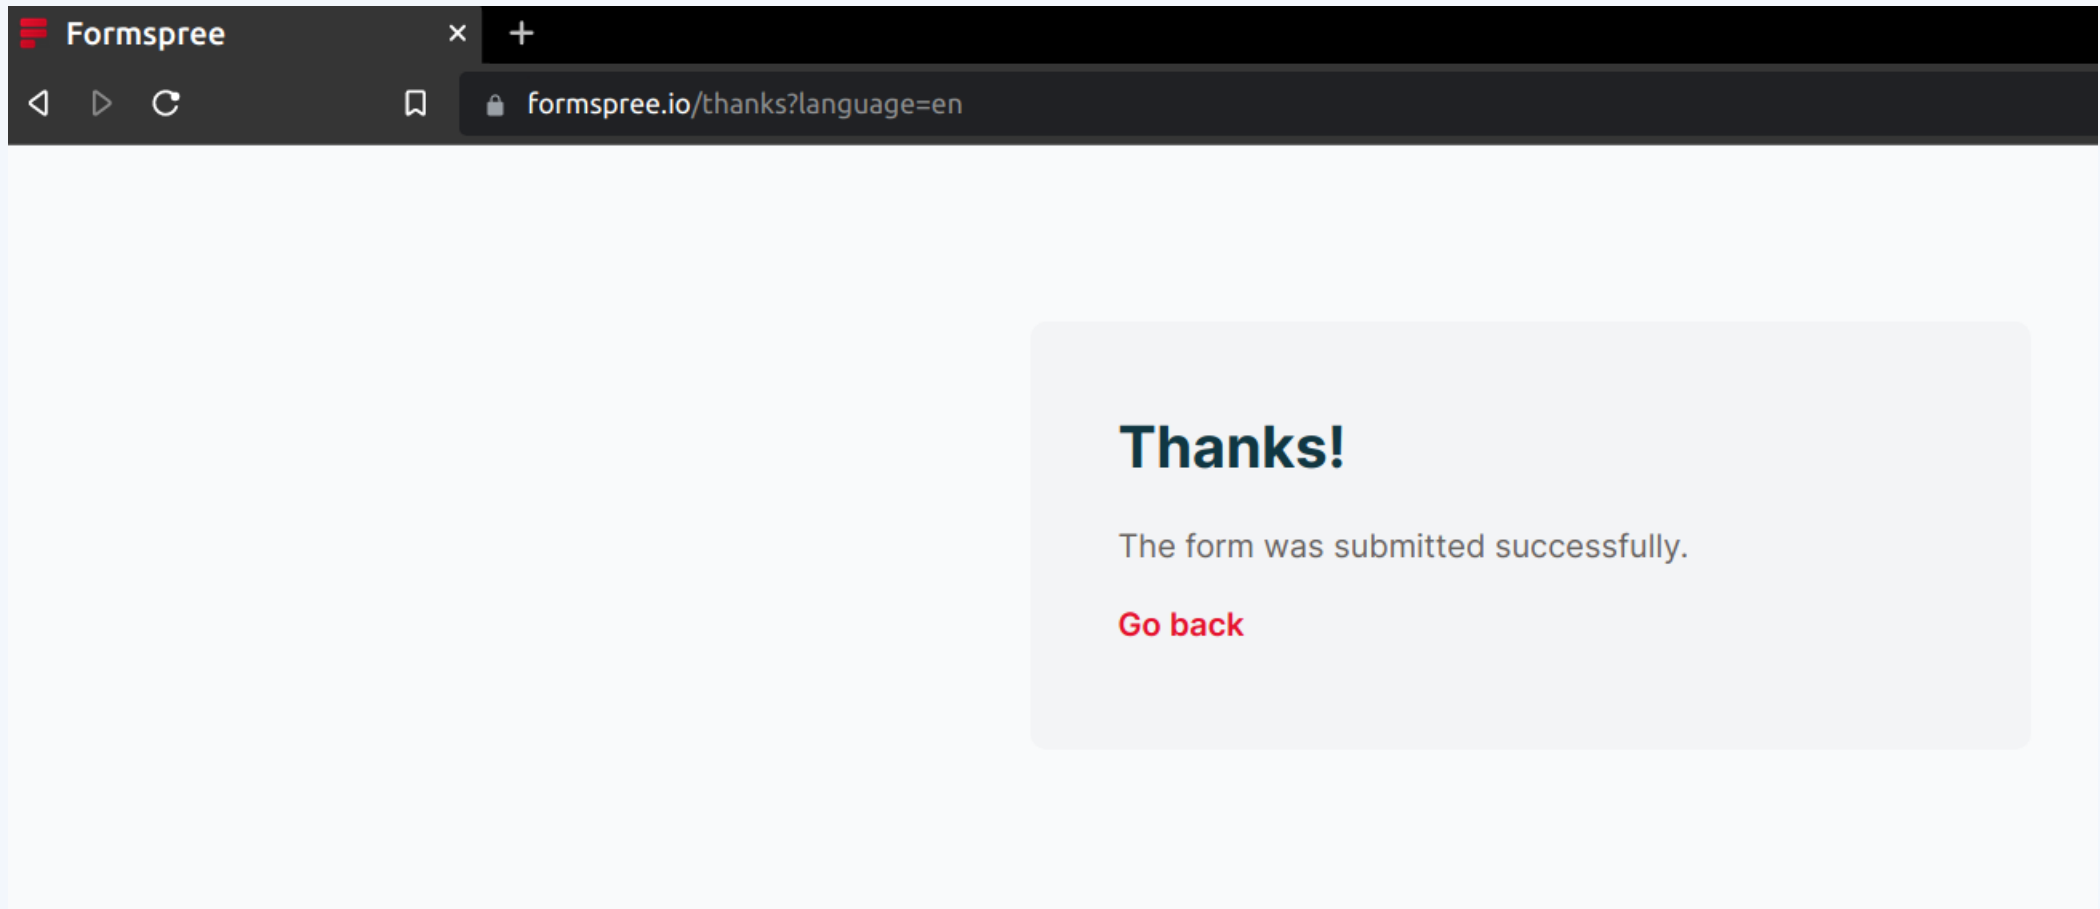 Formspree
formspree.io/thanks?language=en
Thanks!
The form was submitted successfully.
Go back